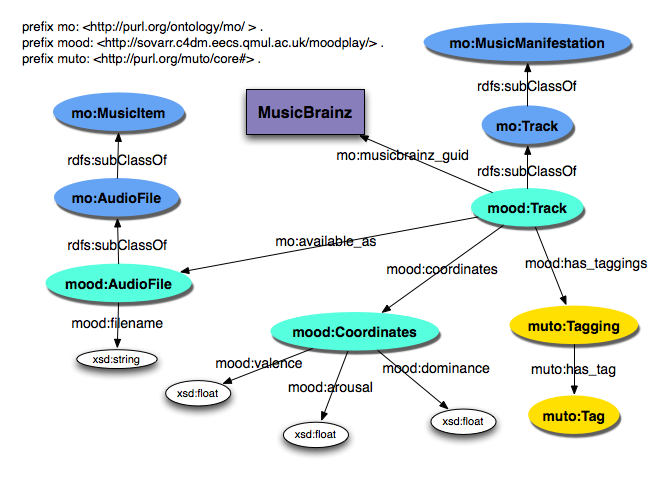 prefix mo: <http://purl.org/ontology/mo/ > .
prefix mood: <http://sovarr.c4dm.eecs.qmul.ac.uk/moodplay/> .
prefix muto: <http://purl.org/muto/core#> .
mo:MusicManifestation
rdfs:subClassOf
mo:MusicItem
MusicBrainz
mo:Track
rdfs:subClassOf
mo:musicbrainz_guid
rdfs:subClassOf
mo:AudioFile
mood:Track
rdfs:subClassOf
mo:available_as
mood:coordinates
mood:has_taggings
mood:AudioFile
mood:filename
mood:Coordinates
muto:Tagging
xsd:string
mood:valence
mood:arousal
mood:dominance
muto:has_tag
xsd:float
xsd:float
xsd:float
muto:Tag